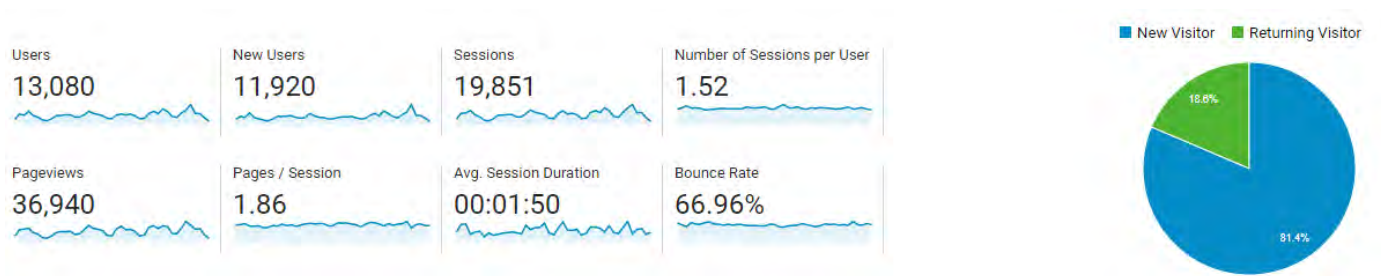 New Visitor Returning Visitor
Users New Users Sessions Number of Sessions per User
13,080 11,920 19,851 1.52
18.6%
Pageviews Pages / Session Avg. Session Duration Bounce Rate
36,940 1.86 00:01:50 66.96%
81.4%